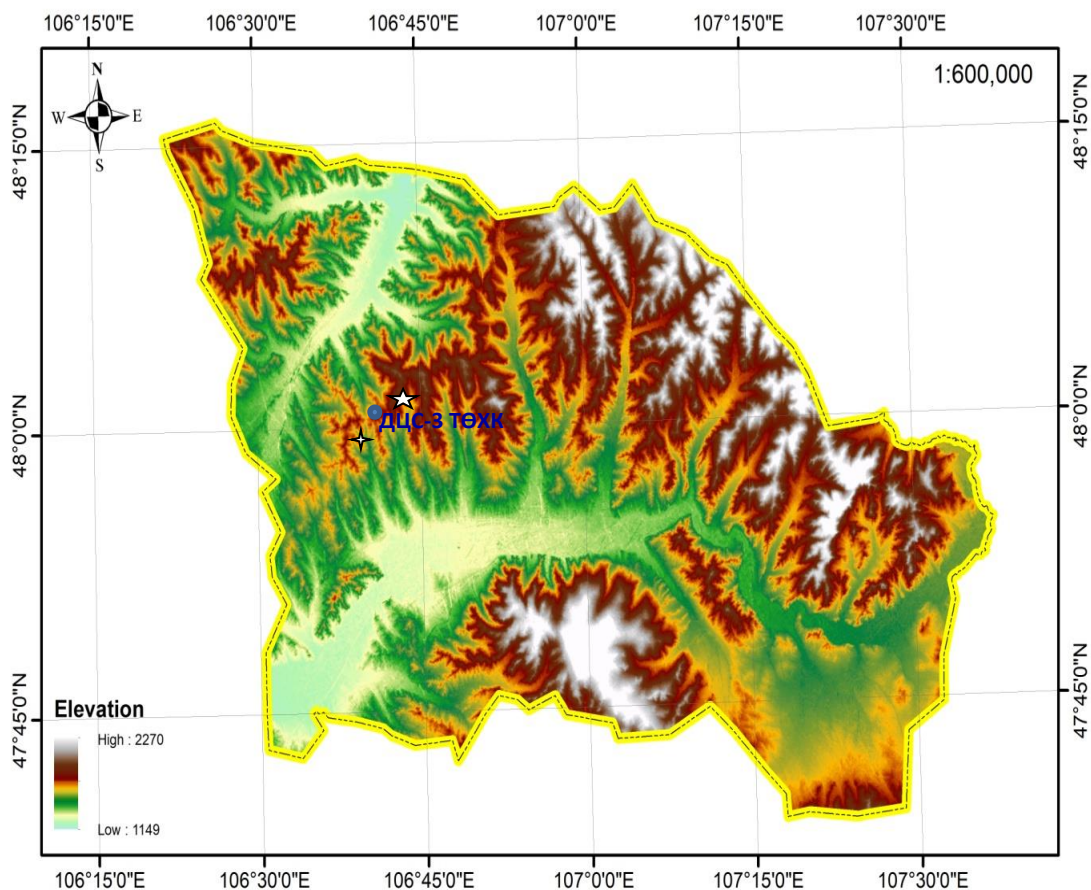 106°15'0"E 106°30'0"E 106°45'0"E 107°0'0"E 107°15'0"E 107°30'0"E
1:600,000
N
W E
S
48°15'0"N 48°15'0"N
48°0'0"N 48°0'0"N
ДЦС-3 ТӨХК
47°45'0"N 47°45'0"N
Elevation
High : 2270
Low : 1149
106°15'0"E 106°30'0"E 106°45'0"E 107°0'0"E 107°15'0"E 107°30'0"E